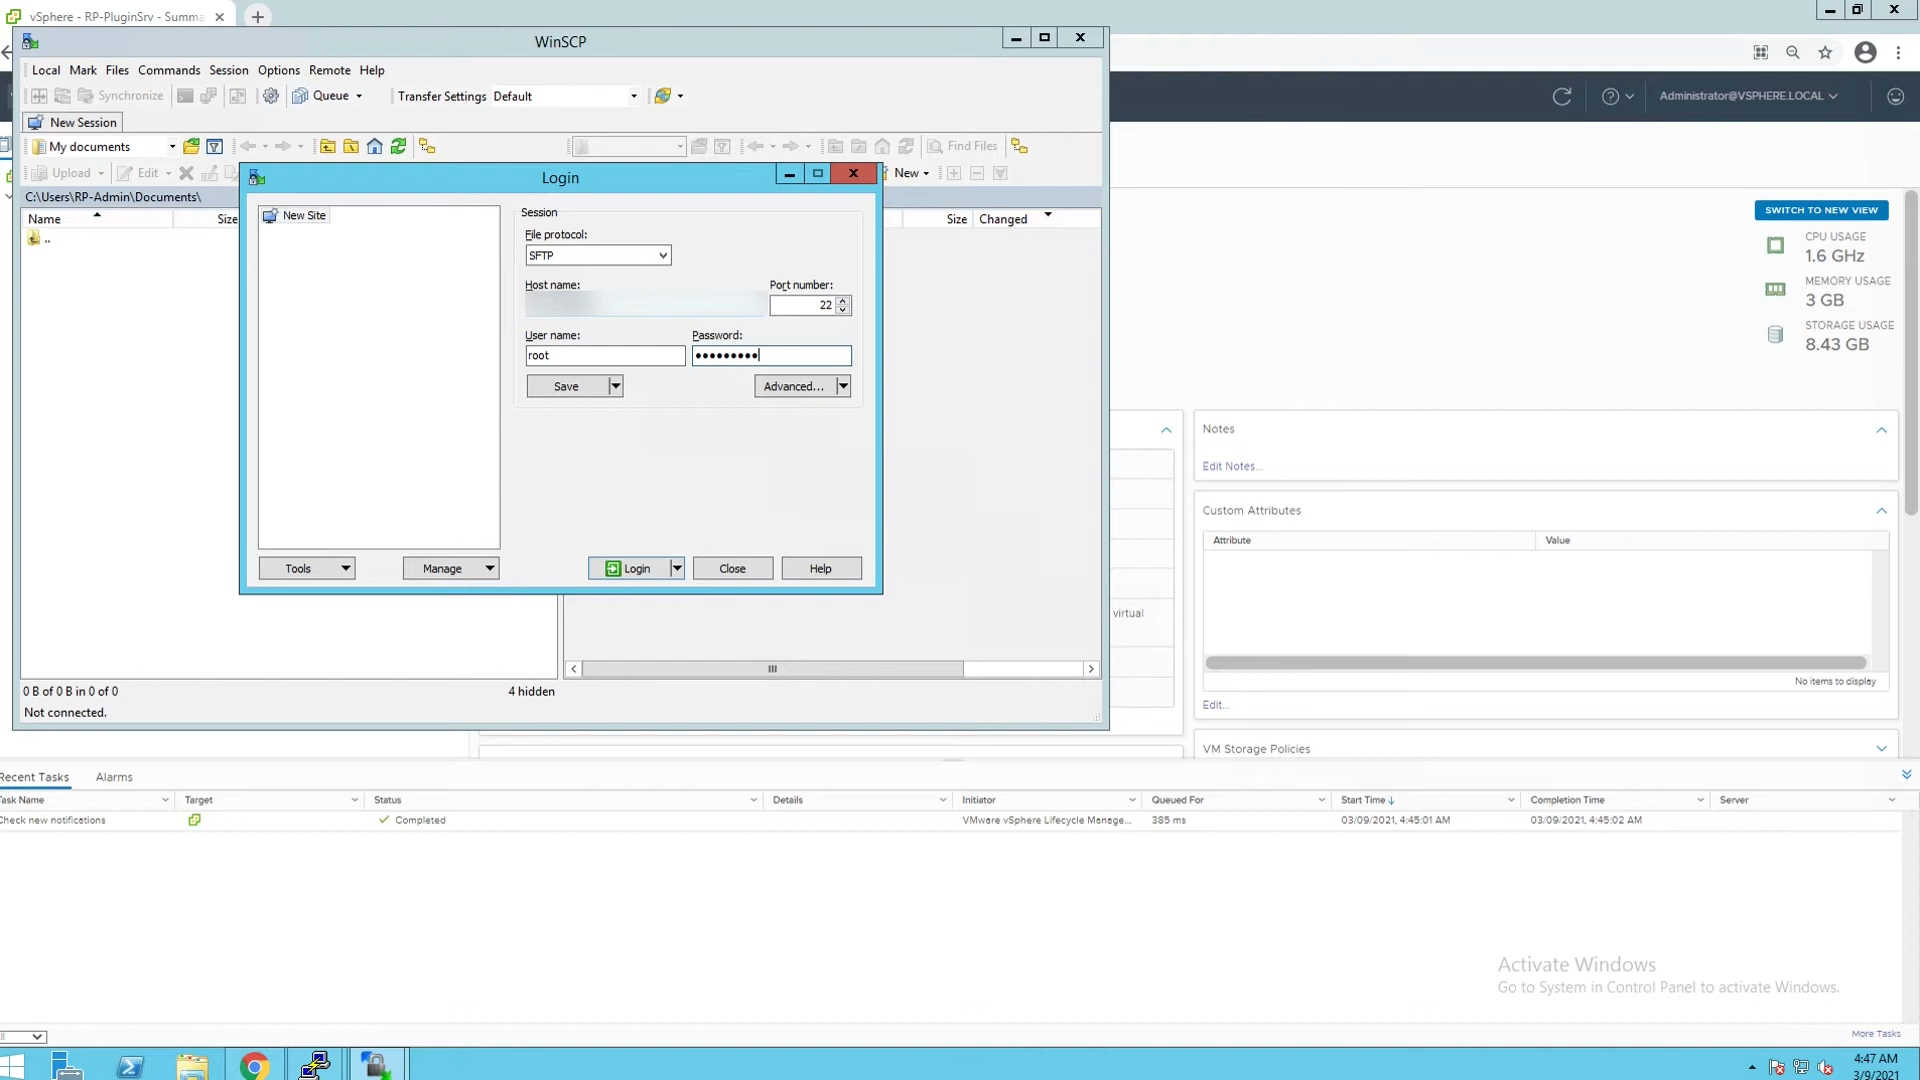 vSphere - RP-PluginSrv - Summa
WinSCP
Local Mark Files Commands Session Options Remote Help
Synchronize Queue Transfer Settings Default
New Session
My documents Find Files
Upload Edit New
C:\Users\RP-Admin\Documents\
Name Size Size Changed
..
Administrator@VSPHERE.LOCAL
Login
New Site
Session
File protocol:
SFTP
Host name: Port number:
22
User name: Password:
root •••••••••
Save Advanced...
Tools Manage Login Close Help
0 B of 0 B in 0 of 0 4 hidden
Not connected.
SWITCH TO NEW VIEW
CPU USAGE
1.6 GHz
MEMORY USAGE
3 GB
STORAGE USAGE
8.43 GB
Notes
Edit Notes...
Custom Attributes
Attribute Value
virtual
No items to display
Edit...
VM Storage Policies
Recent Tasks Alarms
Task Name Target Status Details Initiator Queued For Start Time ↓ Completion Time Server
Check new notifications Completed VMware vSphere Lifecycle Manage... 385 ms 03/09/2021, 4:45:01 AM 03/09/2021, 4:45:02 AM
Activate Windows
Go to System in Control Panel to activate Windows.
More Tasks
4:47 AM
3/9/2021